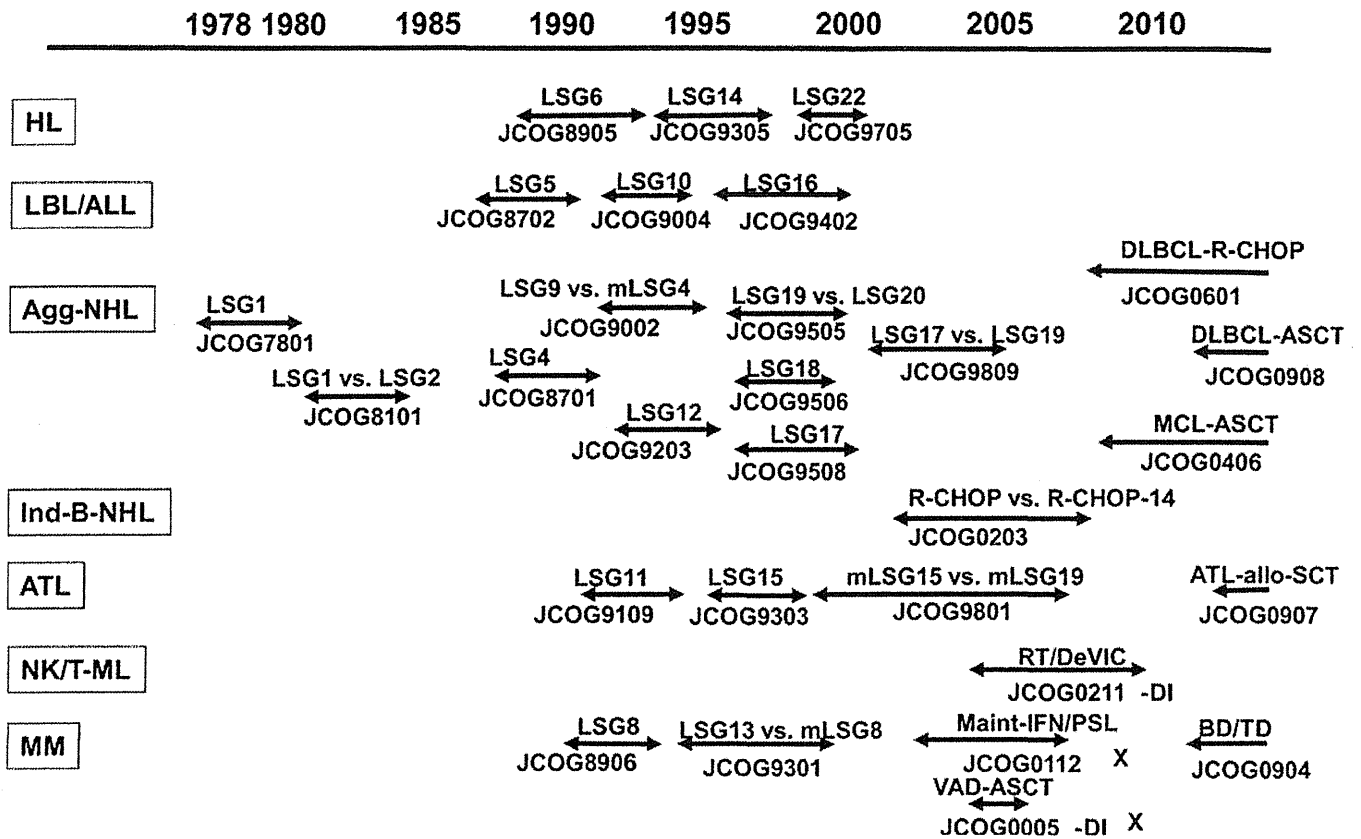 1978 1980 1985 1990 1995 2000 2005 2010
HL
LSG6 LSG14 LSG22
JCOG8905 JCOG9305 JCOG9705
LBL/ALL
LSG5 LSG10 LSG16
JCOG8702 JCOG9004 JCOG9402
DLBCL-R-CHOP
JCOG0601
Agg-NHL
LSG1 LSG9 vs. mLSG4 LSG19 vs. LSG20
JCOG7801 JCOG9002 JCOG9505
LSG17 vs. LSG19 DLBCL-ASCT
JCOG9809 JCOG0908
LSG1 vs. LSG2 LSG4 LSG18
JCOG8101 JCOG8701 JCOG9506
LSG12 LSG17 MCL-ASCT
JCOG9203 JCOG9508 JCOG0406
Ind-B-NHL
R-CHOP vs. R-CHOP-14
JCOG0203
ATL
LSG11 LSG15 mLSG15 vs. mLSG19 ATL-allo-SCT
JCOG9109 JCOG9303 JCOG9801 JCOG0907
NK/T-ML
RT/DeVIC
JCOG0211 -DI
MM
LSG8 LSG13 vs. mLSG8 Maint-IFN/PSL BD/TD
JCOG8906 JCOG9301 JCOG0112 X JCOG0904
VAD-ASCT
JCOG0005 -DI X